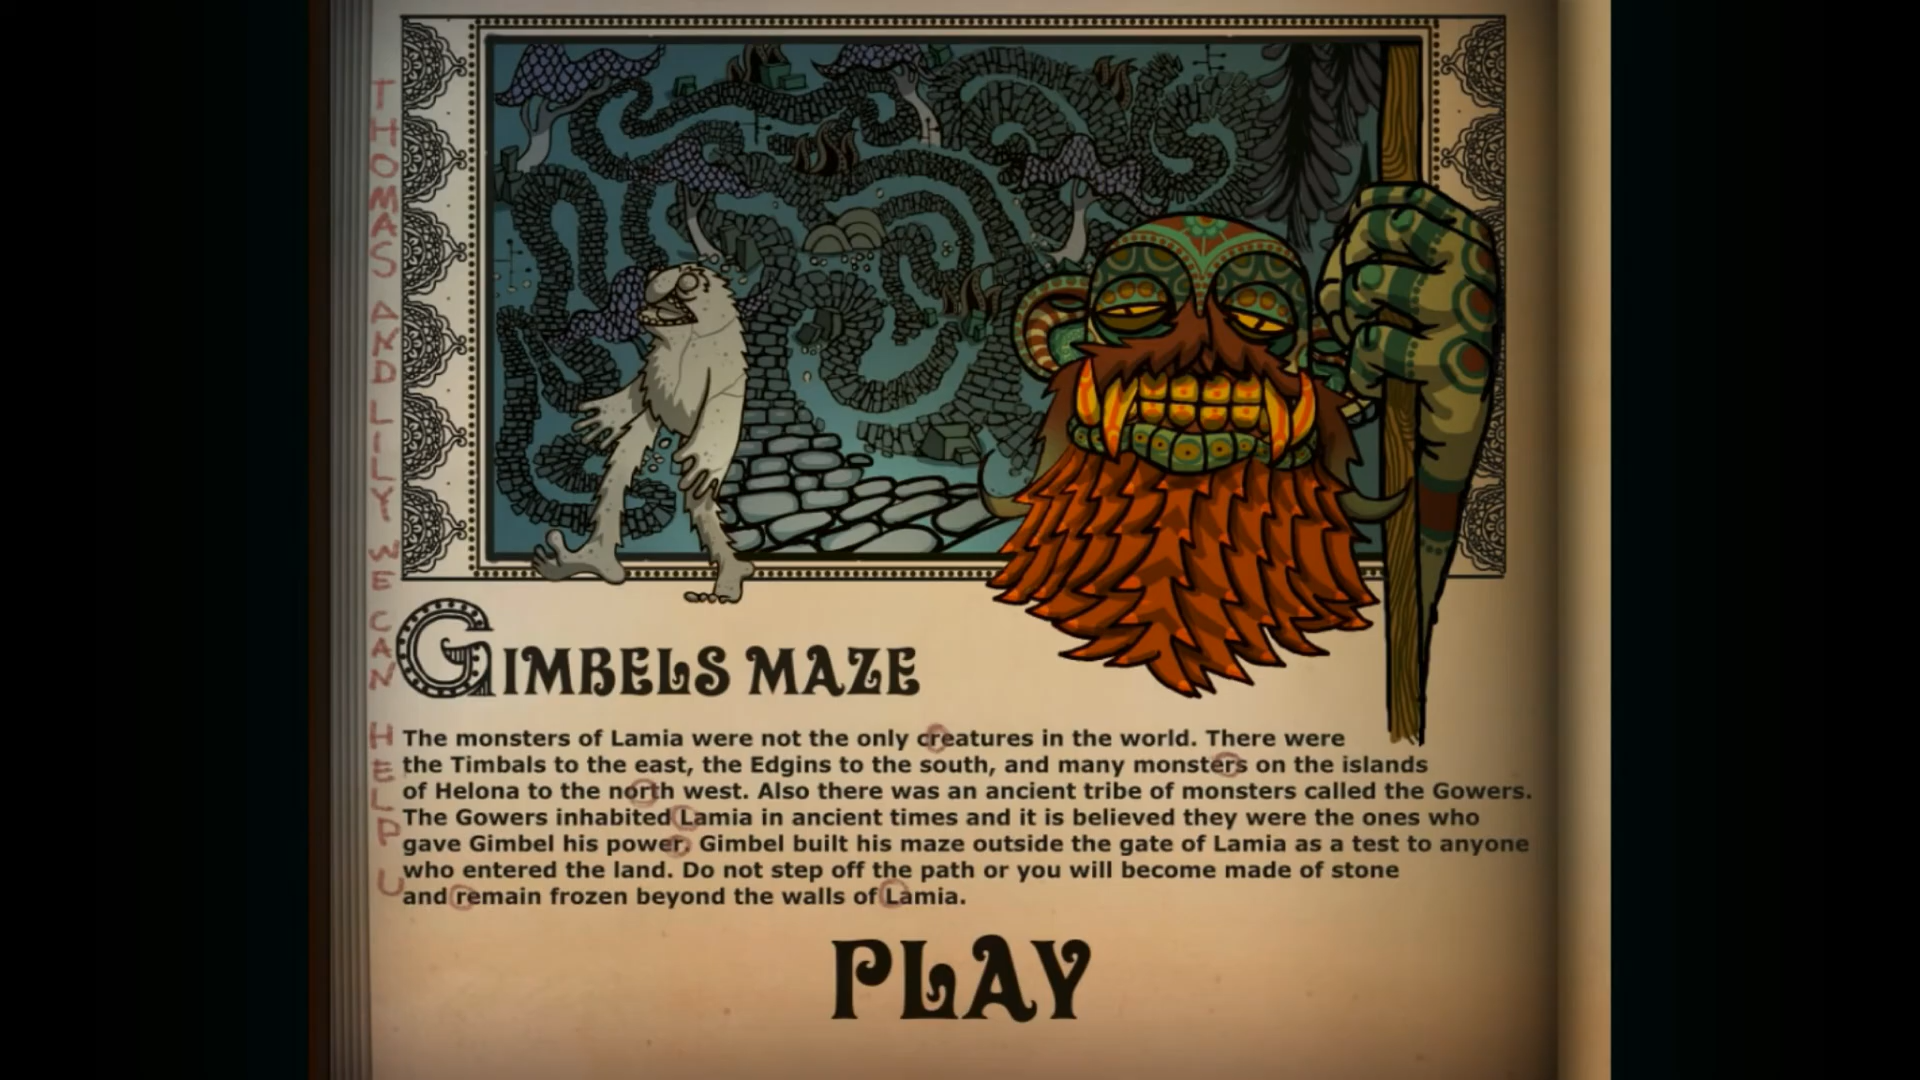 THOMAS AND LILY WE CAN HELP U
GIMBELS MAZE
The monsters of Lamia were not the only creatures in the world. There were
the Timbals to the east, the Edgins to the south, and many monsters on the islands
of Helona to the north west. Also there was an ancient tribe of monsters called the Gowers.
The Gowers inhabited Lamia in ancient times and it is believed they were the ones who
gave Gimbel his power. Gimbel built his maze outside the gate of Lamia as a test to anyone
who entered the land. Do not step off the path or you will become made of stone
and remain frozen beyond the walls of Lamia.
PLAY